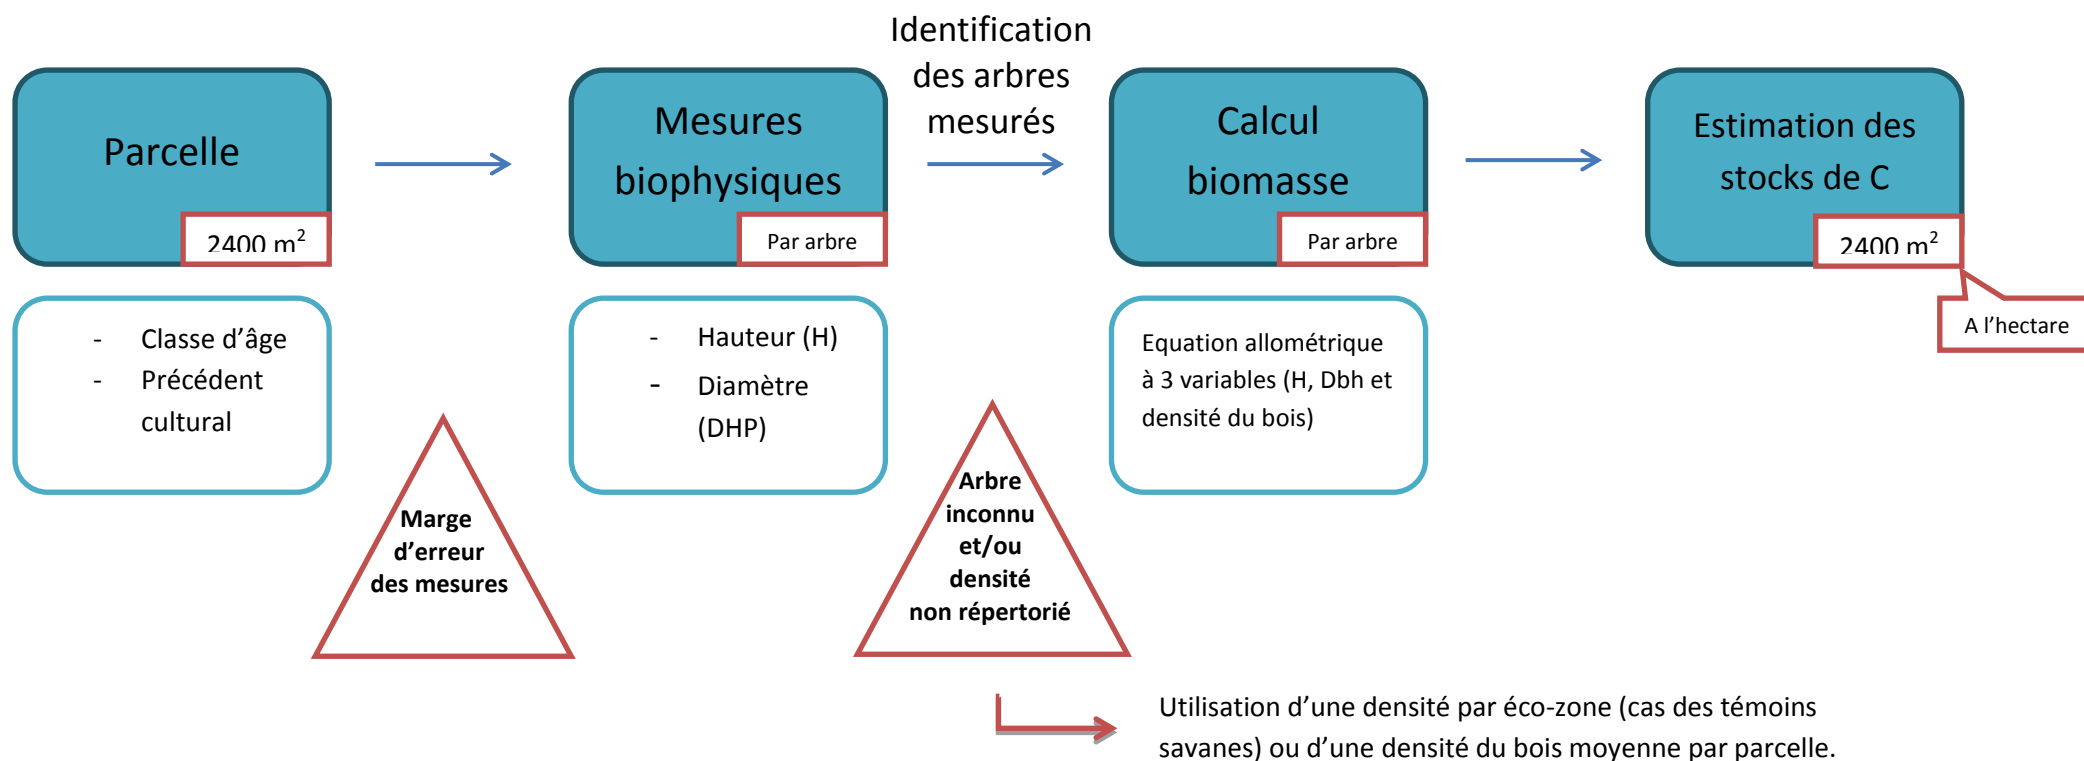 Parcelle
2400 m²
- Classe d’âge
- Précédent
cultural
Marge
d’erreur
des mesures
Mesures
biophysiques
Par arbre
- Hauteur (H)
- Diamètre
(DHP)
Identification
des arbres
mesurés
Arbre
inconnu
et/ou
densité
non répertorié
Utilisation d’une densité par éco-zone (cas des témoins
savanes) ou d’une densité du bois moyenne par parcelle.
Calcul
biomasse
Par arbre
Equation allométrique
à 3 variables (H, Dbh et
densité du bois)
Estimation des
stocks de C
2400 m²
A l’hectare